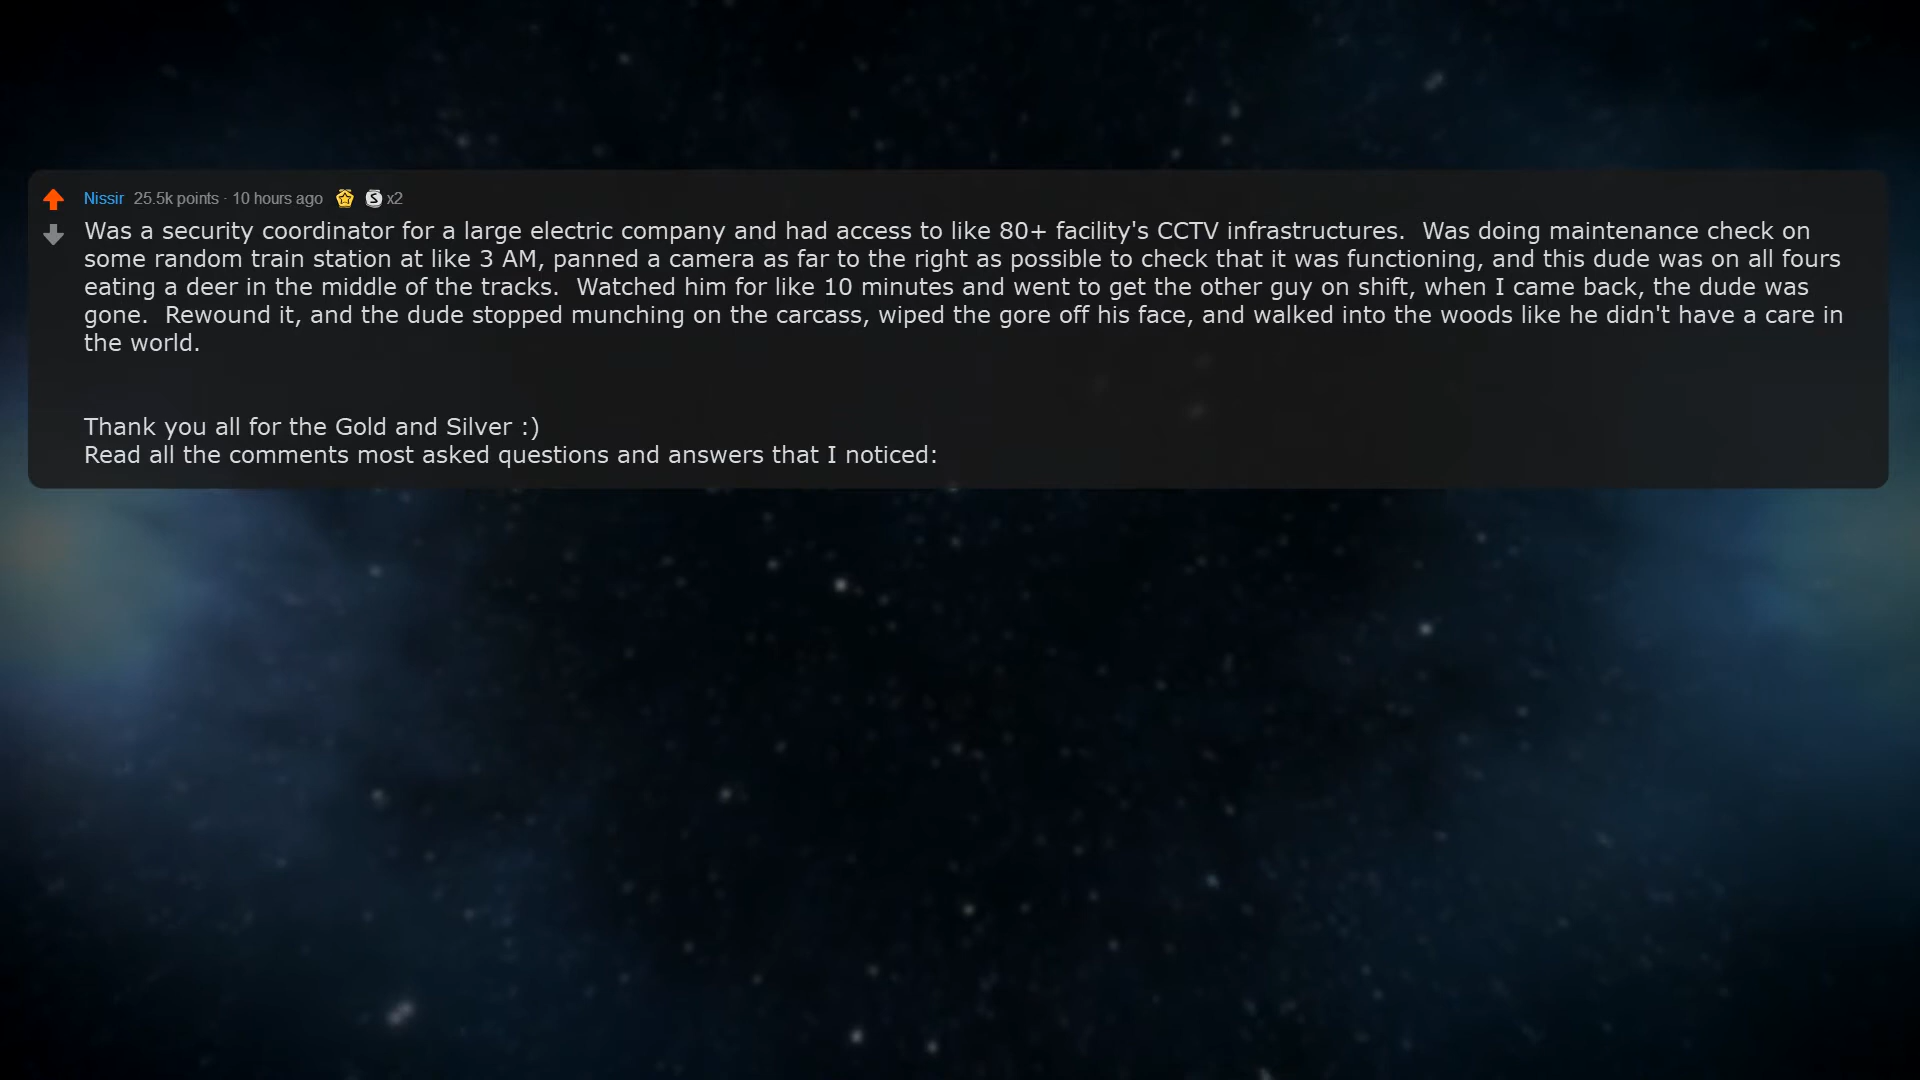 Nissir 25.5k points · 10 hours ago x2
Was a security coordinator for a large electric company and had access to like 80+ facility's CCTV infrastructures.  Was doing maintenance check on
some random train station at like 3 AM, panned a camera as far to the right as possible to check that it was functioning, and this dude was on all fours
eating a deer in the middle of the tracks.  Watched him for like 10 minutes and went to get the other guy on shift, when I came back, the dude was
gone.  Rewound it, and the dude stopped munching on the carcass, wiped the gore off his face, and walked into the woods like he didn't have a care in
the world.
Thank you all for the Gold and Silver :)
Read all the comments most asked questions and answers that I noticed: